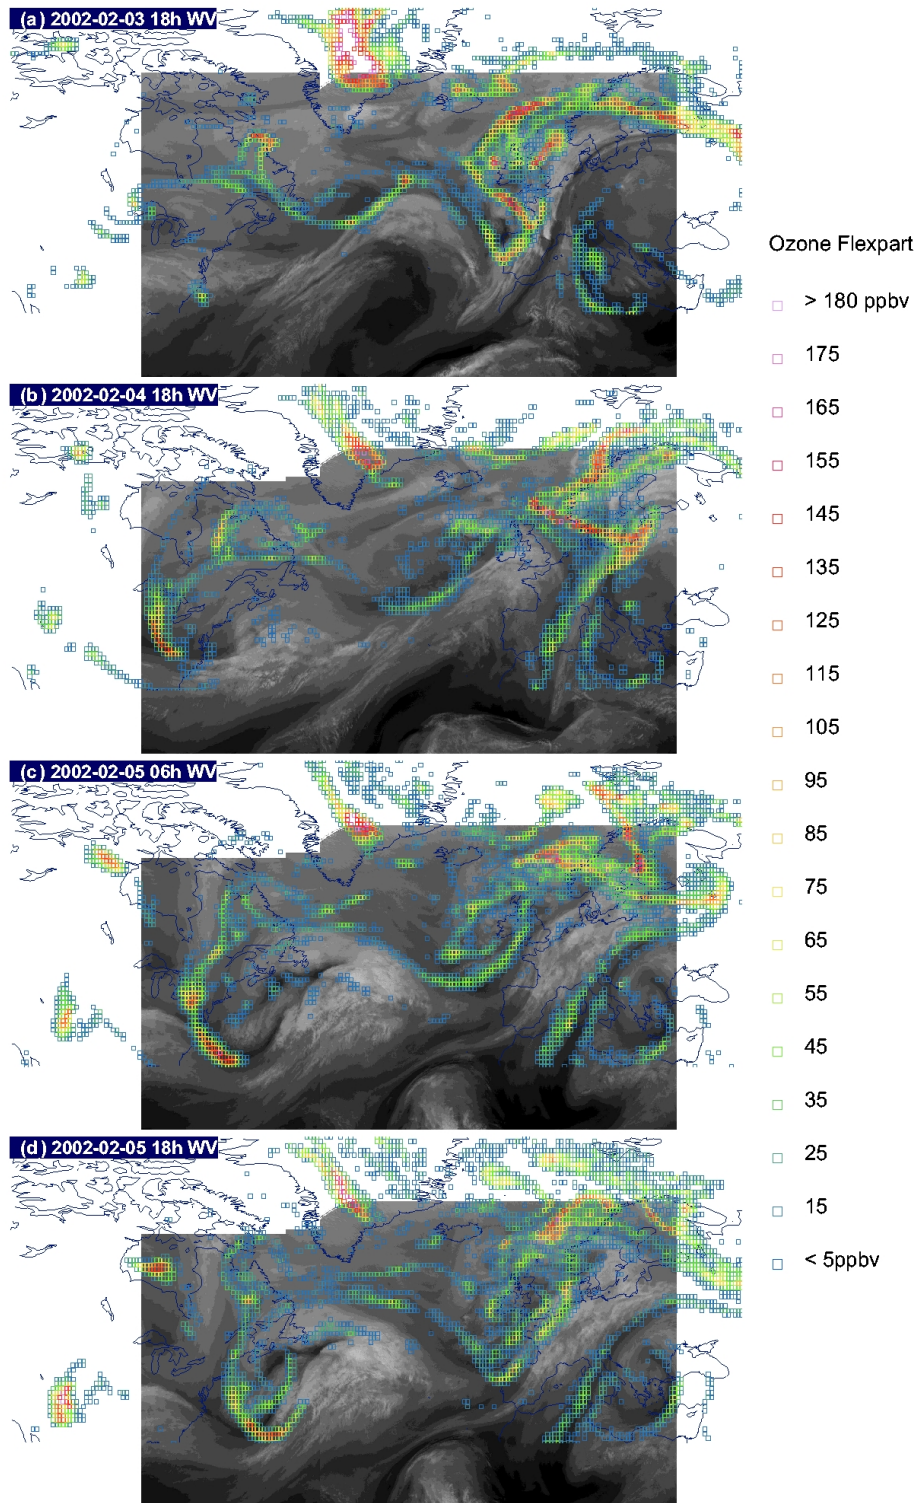 (a) 2002-02-03 18h WV
Ozone Flexpart
> 180 ppbv
175
165
155
145
135
125
115
105
95
85
75
65
55
45
35
25
15
< 5ppbv
(b) 2002-02-04 18h WV
(c) 2002-02-05 06h WV
(d) 2002-02-05 18h WV